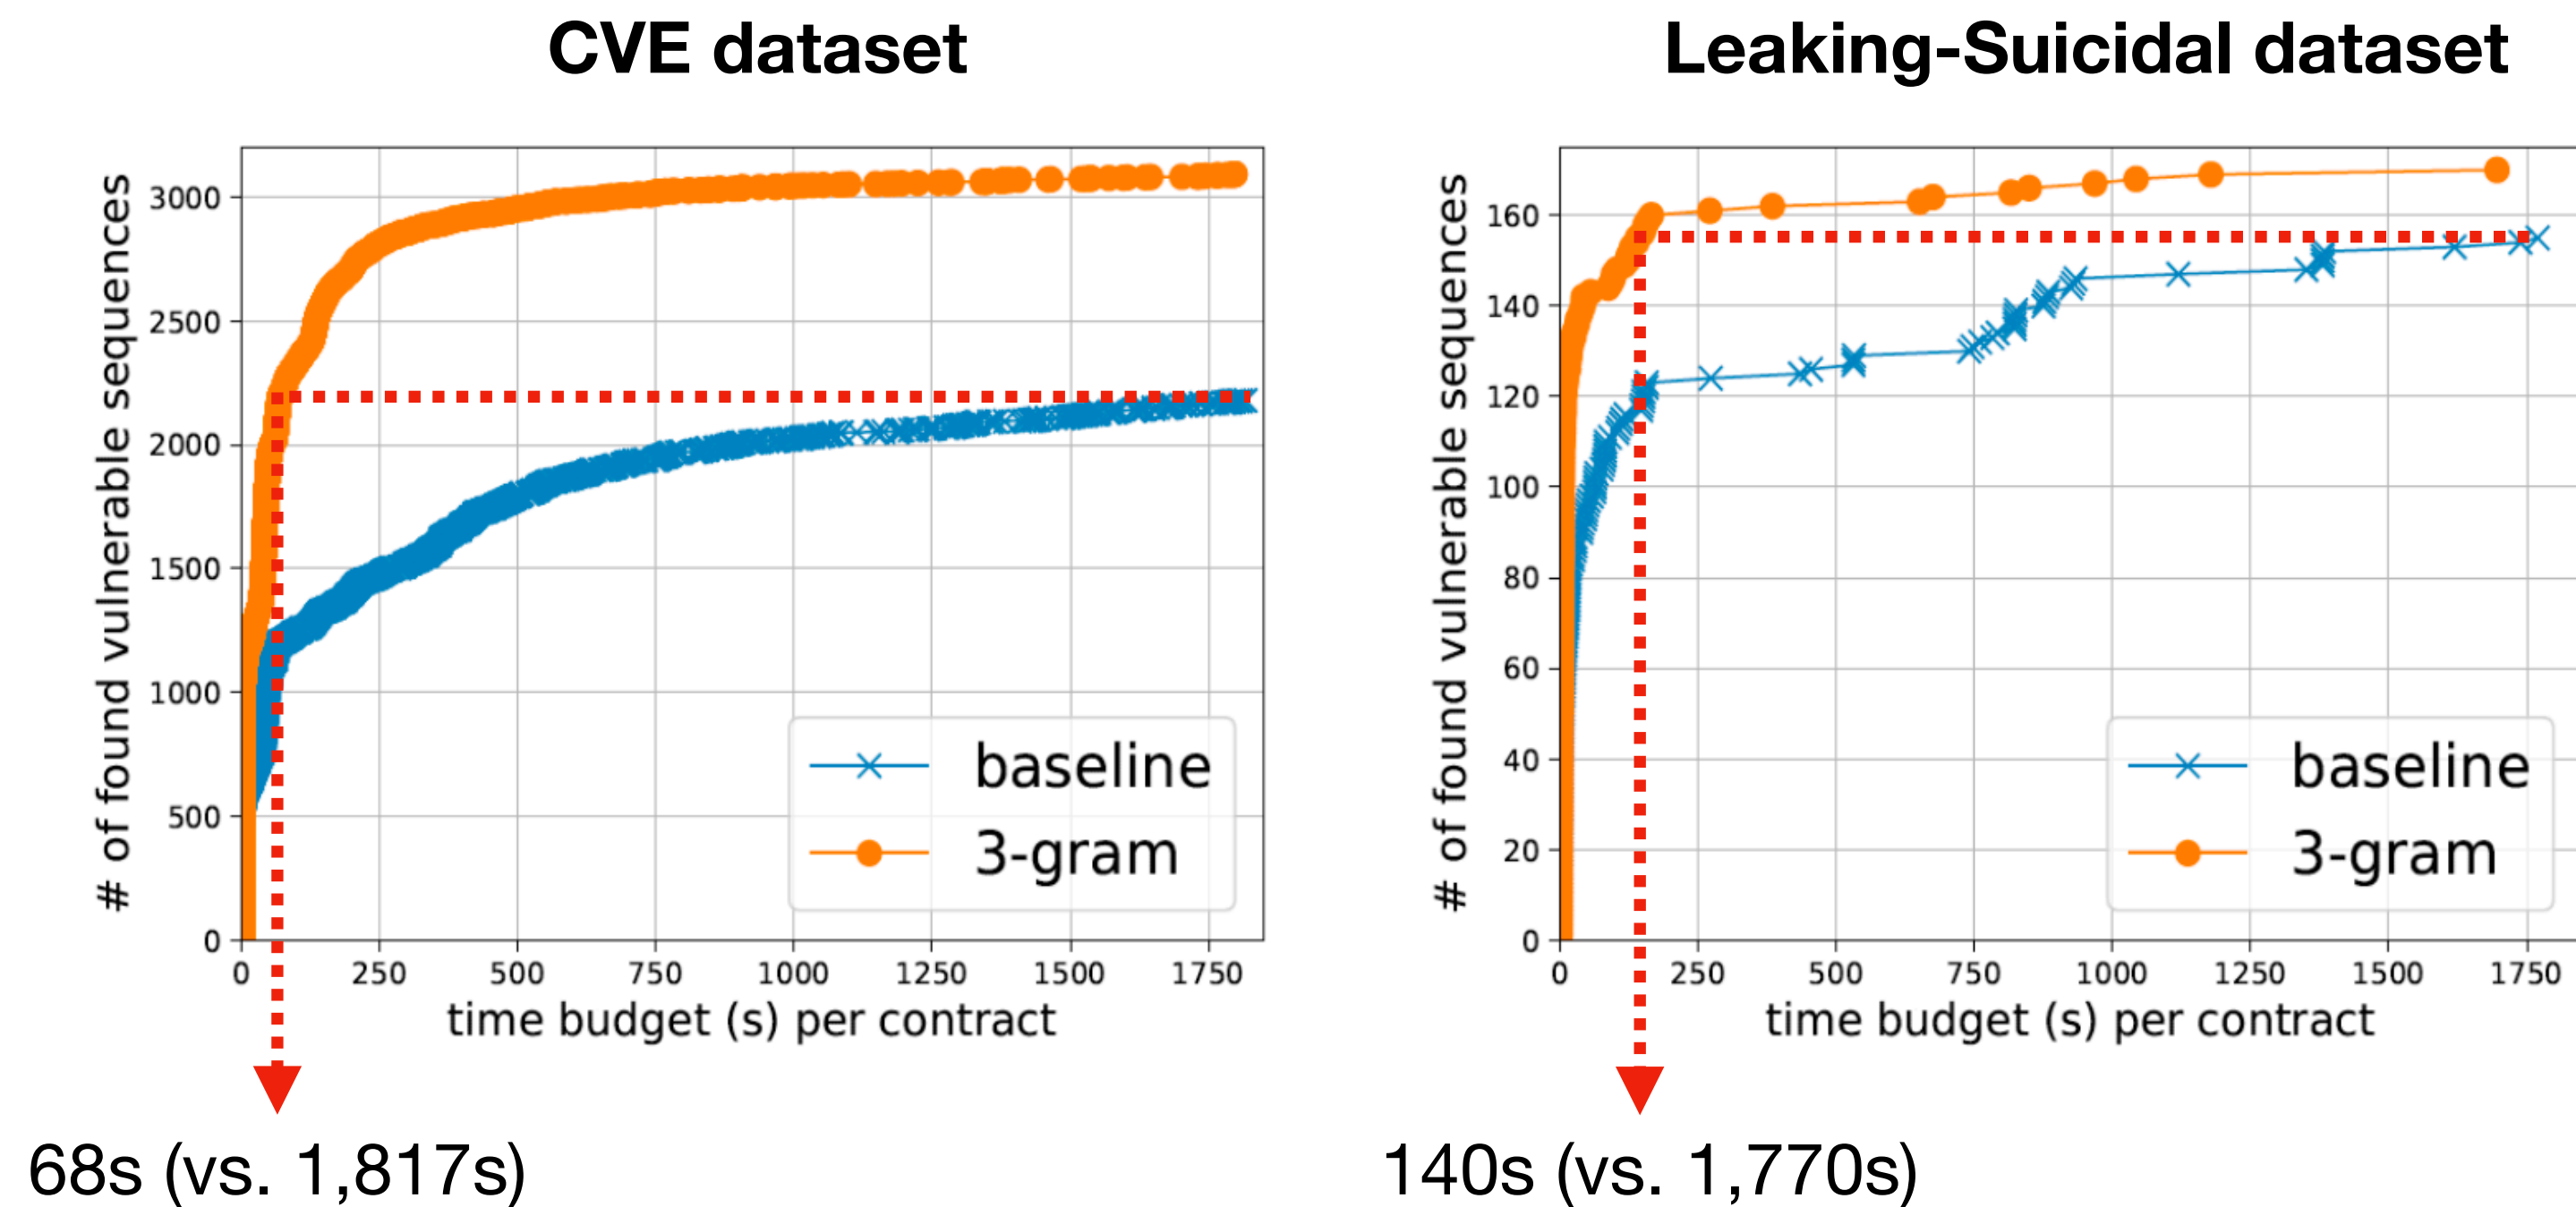 CVE dataset
# of found vulnerable sequences
3000
2500
2000
1500
1000
500
0
0 250 500 750 1000 1250 1500 1750
time budget (s) per contract
baseline
3-gram
68s (vs. 1,817s)
Leaking-Suicidal dataset
# of found vulnerable sequences
160
140
120
100
80
60
40
20
0
0 250 500 750 1000 1250 1500 1750
time budget (s) per contract
baseline
3-gram
140s (vs. 1,770s)